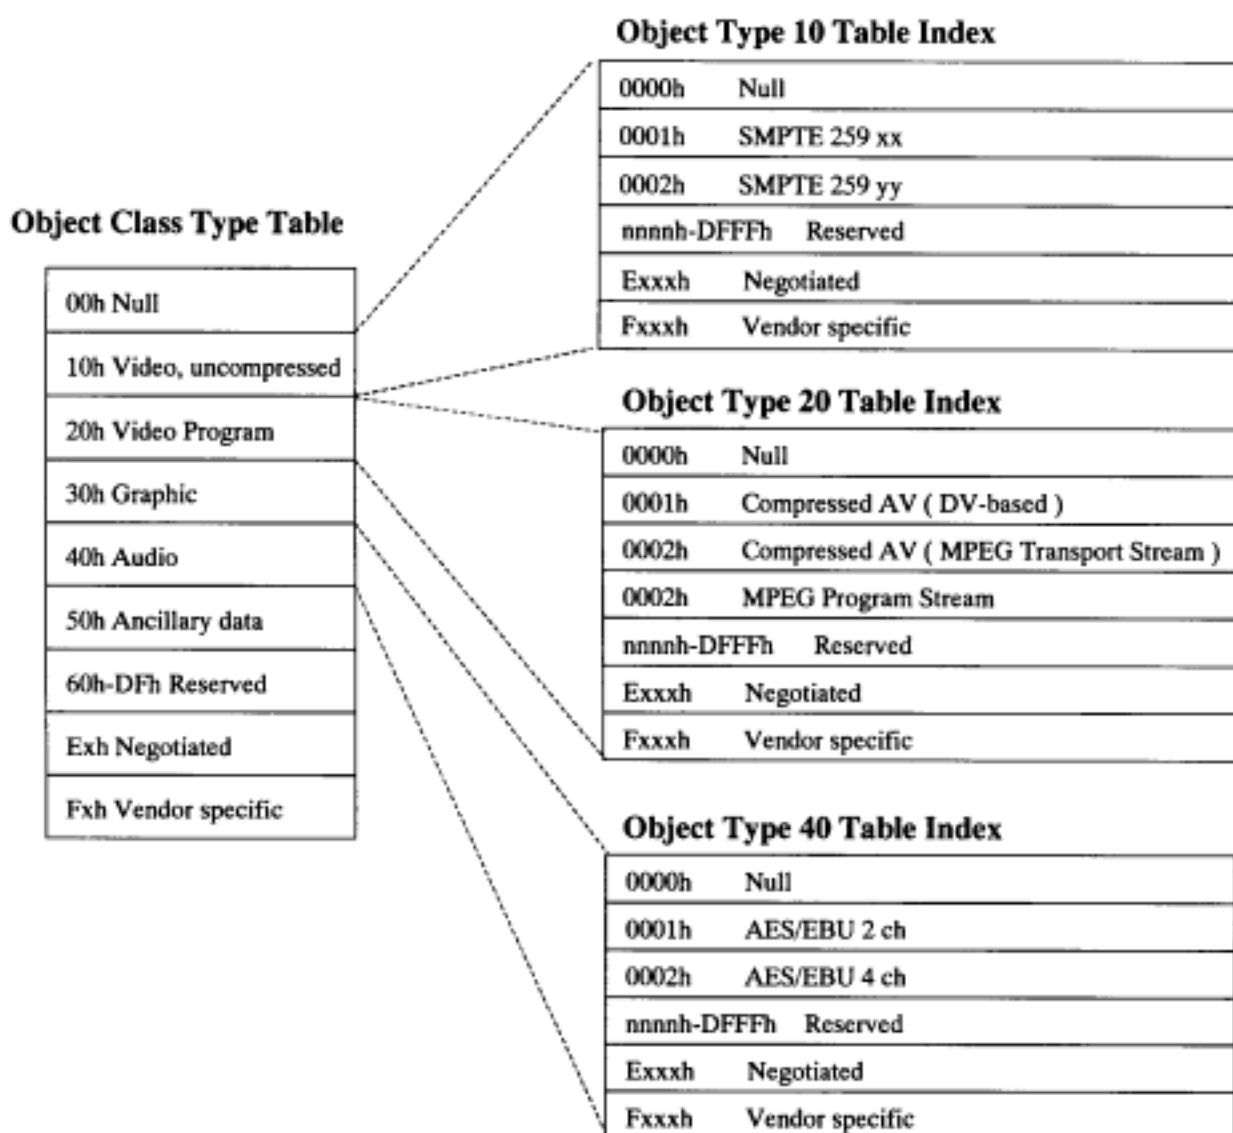 Object Class Type Table
00h Null
10h Video, uncompressed
20h Video Program
30h Graphic
40h Audio
50h Ancillary data
60h-DFh Reserved
Exh Negotiated
Fxh Vendor specific
Object Type 10 Table Index
0000h Null
0001h SMPTE 259 xx
0002h SMPTE 259 yy
nnnnh-DFFFh Reserved
Exxxh Negotiated
Fxxxh Vendor specific
Object Type 20 Table Index
0000h Null
0001h Compressed AV ( DV-based )
0002h Compressed AV ( MPEG Transport Stream )
0002h MPEG Program Stream
nnnnh-DFFFh Reserved
Exxxh Negotiated
Fxxxh Vendor specific
Object Type 40 Table Index
0000h Null
0001h AES/EBU 2 ch
0002h AES/EBU 4 ch
nnnnh-DFFFh Reserved
Exxxh Negotiated
Fxxxh Vendor specific